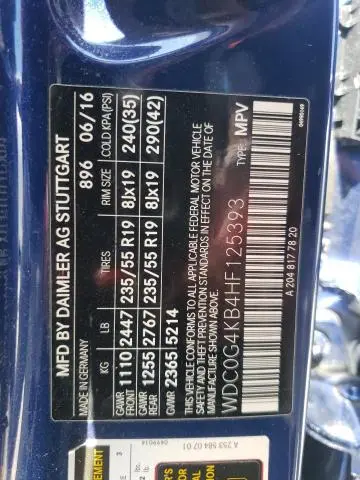 MFD BY DAIMLER AG STUTTGART
MADE IN GERMANY 896 06/16
KG LB TIRES RIM SIZE COLD KPA(PSI)
GAWR FRONT 1110 2447 235/55 R19 8Jx19 240(35)
GAWR REAR 1255 2767 235/55 R19 8Jx19 290(42)
GVWR 2365 5214
THIS VEHICLE CONFORMS TO ALL APPLICABLE FEDERAL MOTOR VEHICLE
SAFETY AND THEFT PREVENTION STANDARDS IN EFFECT ON THE DATE OF
MANUFACTURE SHOWN ABOVE.
WDC0G4KB4HF125393 TYPE: MPV
A 204 817 78 20
A 253 584 07 01